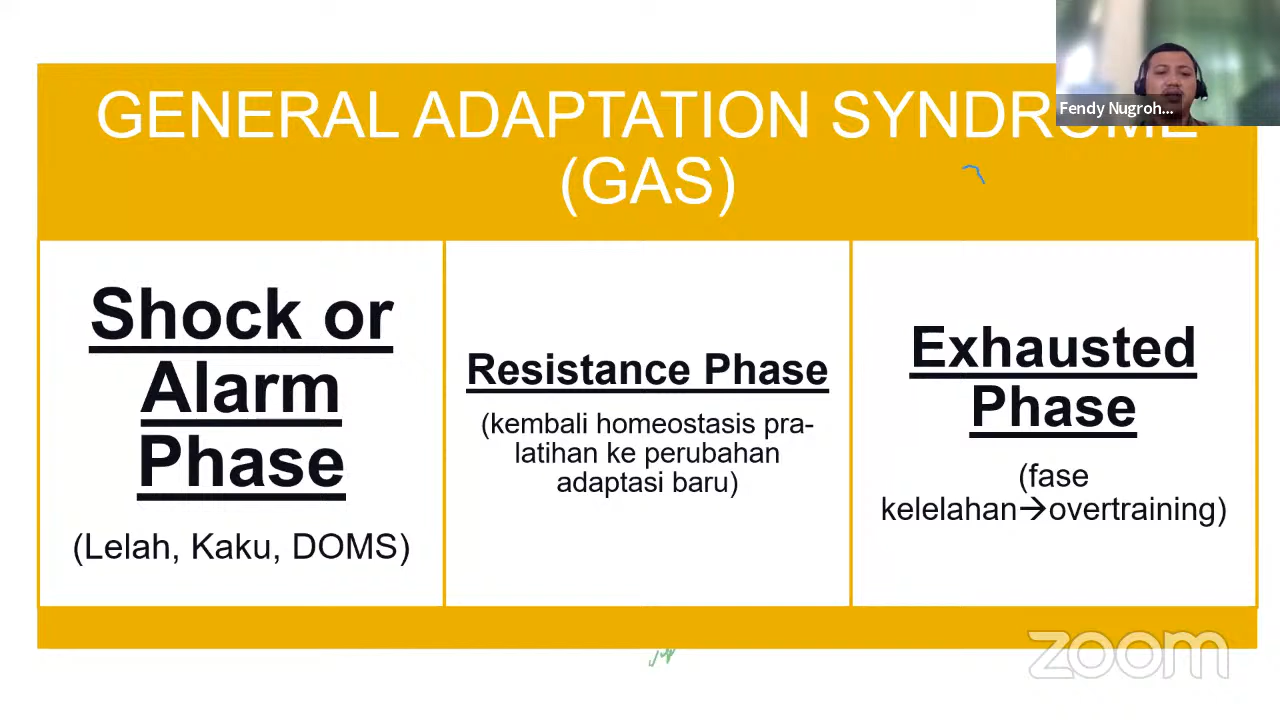 Fendy Nugroh...
GENERAL ADAPTATION SYNDROME
(GAS)
Shock or
Alarm
Phase
(Lelah, Kaku, DOMS)
Resistance Phase
(kembali homeostasis pra-
latihan ke perubahan
adaptasi baru)
Exhausted
Phase
(fase
kelelahan→overtraining)
zoom